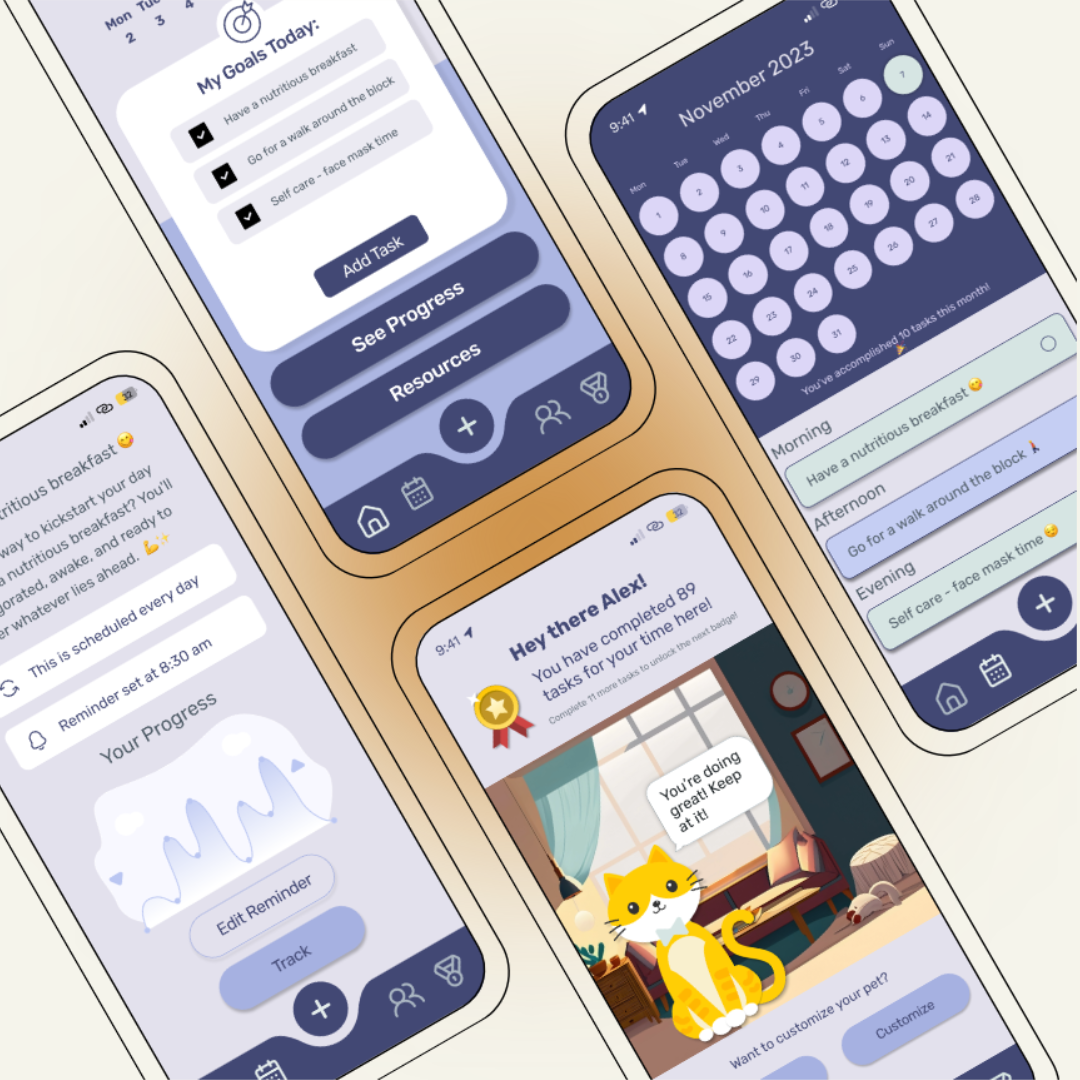 Mon Tue
2 3 4
My Goals Today:
Have a nutritious breakfast
Go for a walk around the block
Self care - face mask time
Add Task
See Progress
Resources
9:41
November 2023
Mon Tue Wed Thu Fri Sat Sun
1 2 3 4 5 6 7
8 9 10 11 12 13 14
15 16 17 18 19 20 21
22 23 24 25 26 27 28
29 30 31
You've accomplished 10 tasks this month!
🎉
Morning
Have a nutritious breakfast 😋
Afternoon
Go for a walk around the block
Evening
Self care - face mask time 😌
22
tritious breakfast 😋
way to kickstart your day
a nutritious breakfast? You'll
gorated, awake, and ready to
er whatever lies ahead. 💪✨
This is scheduled every day
Reminder set at 8:30 am
Your Progress
Edit Reminder
Track
9:41
22
Hey there Alex!
You have completed 89
tasks for your time here!
Complete 11 more tasks to unlock the next badge!
You're doing
great! Keep
at it!
Want to customize your pet?
Customize